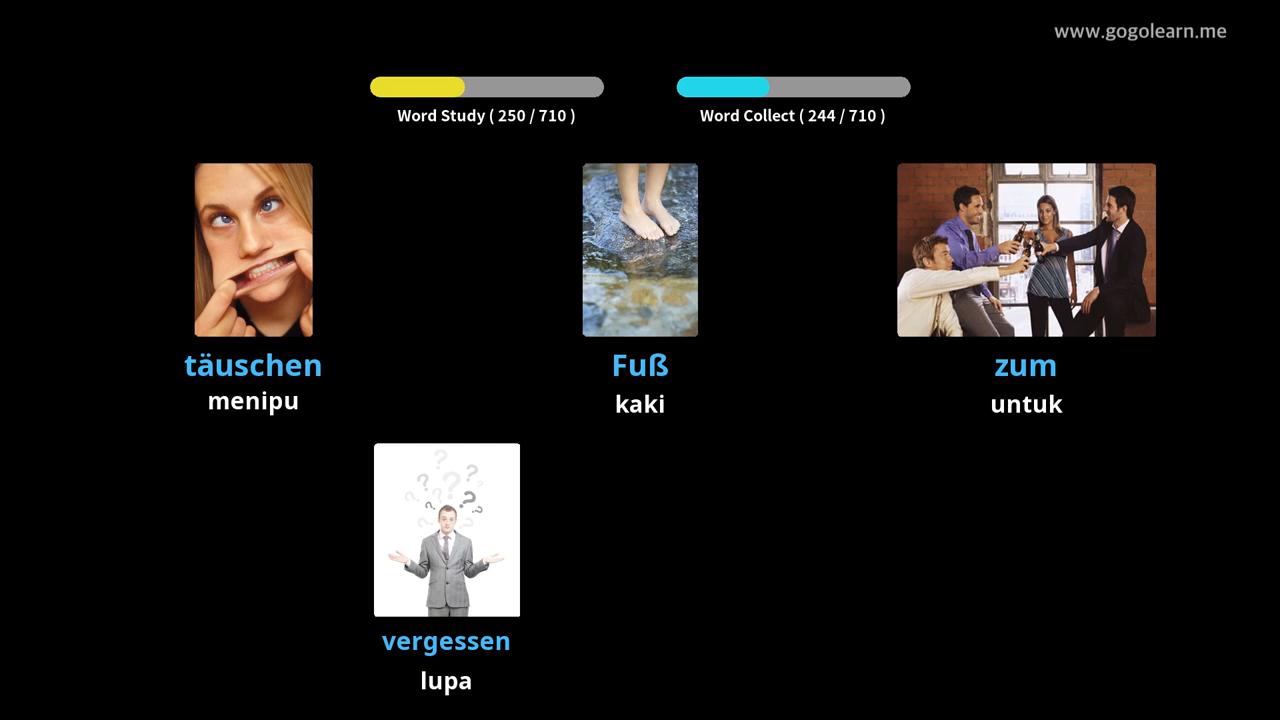 www.gogolearn.me
Word Study ( 250 / 710 )
Word Collect ( 244 / 710 )
täuschen
menipu
Fuß
kaki
zum
untuk
vergessen
lupa